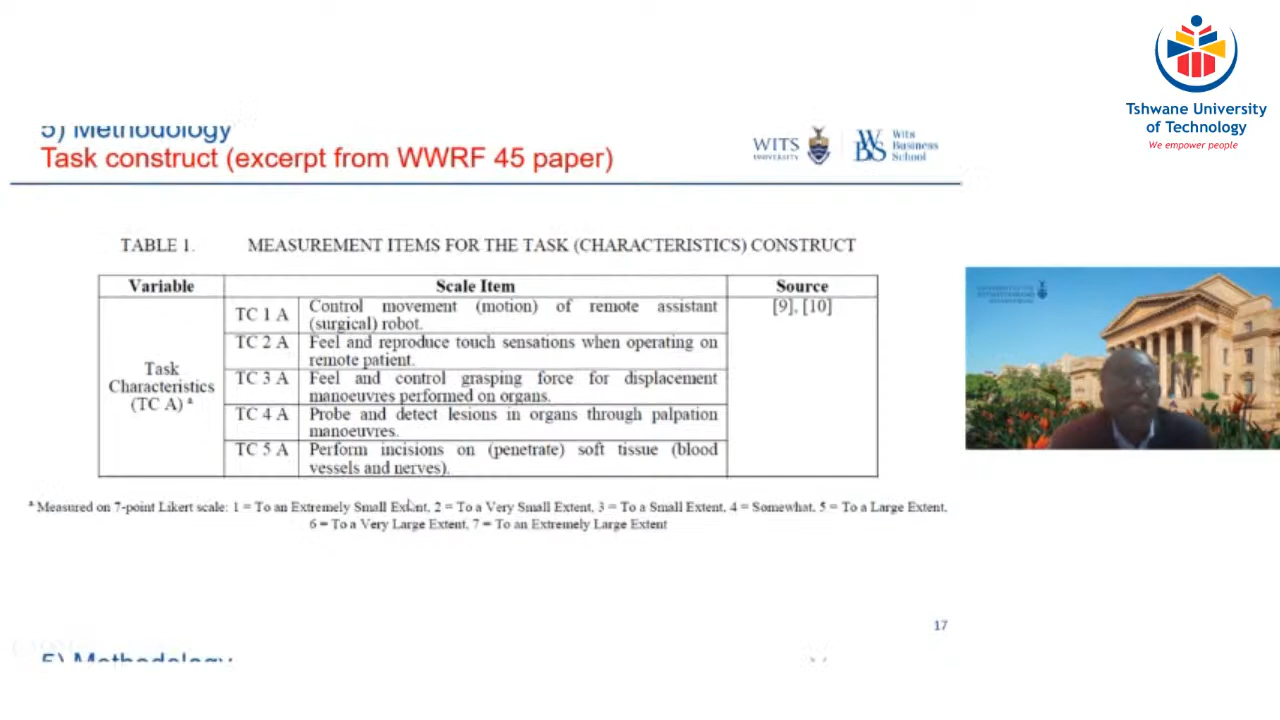 Tshwane University
of Technology
We empower people
5) Methodology
Task construct (excerpt from WWRF 45 paper)
WITS
UNIVERSITY
Wits
Business
School
WBS
TABLE 1. MEASUREMENT ITEMS FOR THE TASK (CHARACTERISTICS) CONSTRUCT
Variable Scale Item Source
Task
Characteristics
(TC A) a
TC 1 A Control movement (motion) of remote assistant
(surgical) robot.
[9], [10]
TC 2 A Feel and reproduce touch sensations when operating on
remote patient.
TC 3 A Feel and control grasping force for displacement
manoeuvres performed on organs.
TC 4 A Probe and detect lesions in organs through palpation
manoeuvres.
TC 5 A Perform incisions on (penetrate) soft tissue (blood
vessels and nerves).
a Measured on 7-point Likert scale: 1 = To an Extremely Small Extent, 2 = To a Very Small Extent, 3 = To a Small Extent, 4 = Somewhat, 5 = To a Large Extent,
6 = To a Very Large Extent, 7 = To an Extremely Large Extent
17
5) Methodology